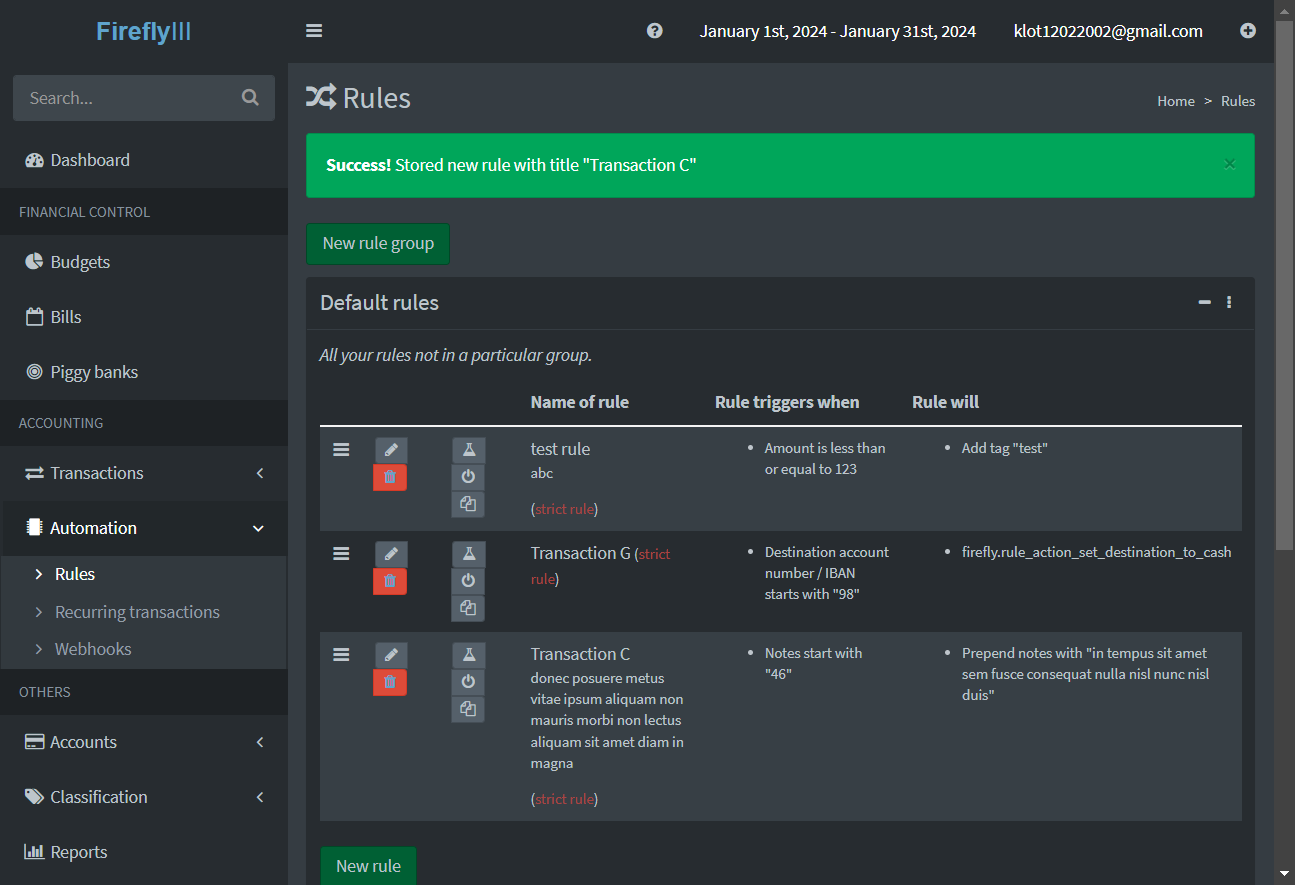 FireflyIII
January 1st, 2024 - January 31st, 2024
klot12022002@gmail.com
Search...
Dashboard
FINANCIAL CONTROL
Budgets
Bills
Piggy banks
ACCOUNTING
Transactions
Automation
Rules
Recurring transactions
Webhooks
OTHERS
Accounts
Classification
Reports
Rules
Home > Rules
Success! Stored new rule with title "Transaction C"
×
New rule group
Default rules
All your rules not in a particular group.
Name of rule
Rule triggers when
Rule will
test rule
abc
(strict rule)
• Amount is less than
or equal to 123
• Add tag "test"
Transaction G (strict
rule)
• Destination account
number / IBAN
starts with "98"
• firefly.rule_action_set_destination_to_cash
Transaction C
donec posuere metus
vitae ipsum aliquam non
mauris morbi non lectus
aliquam sit amet diam in
magna
(strict rule)
• Notes start with
"46"
• Prepend notes with "in tempus sit amet
sem fusce consequat nulla nisl nunc nisl
duis"
New rule